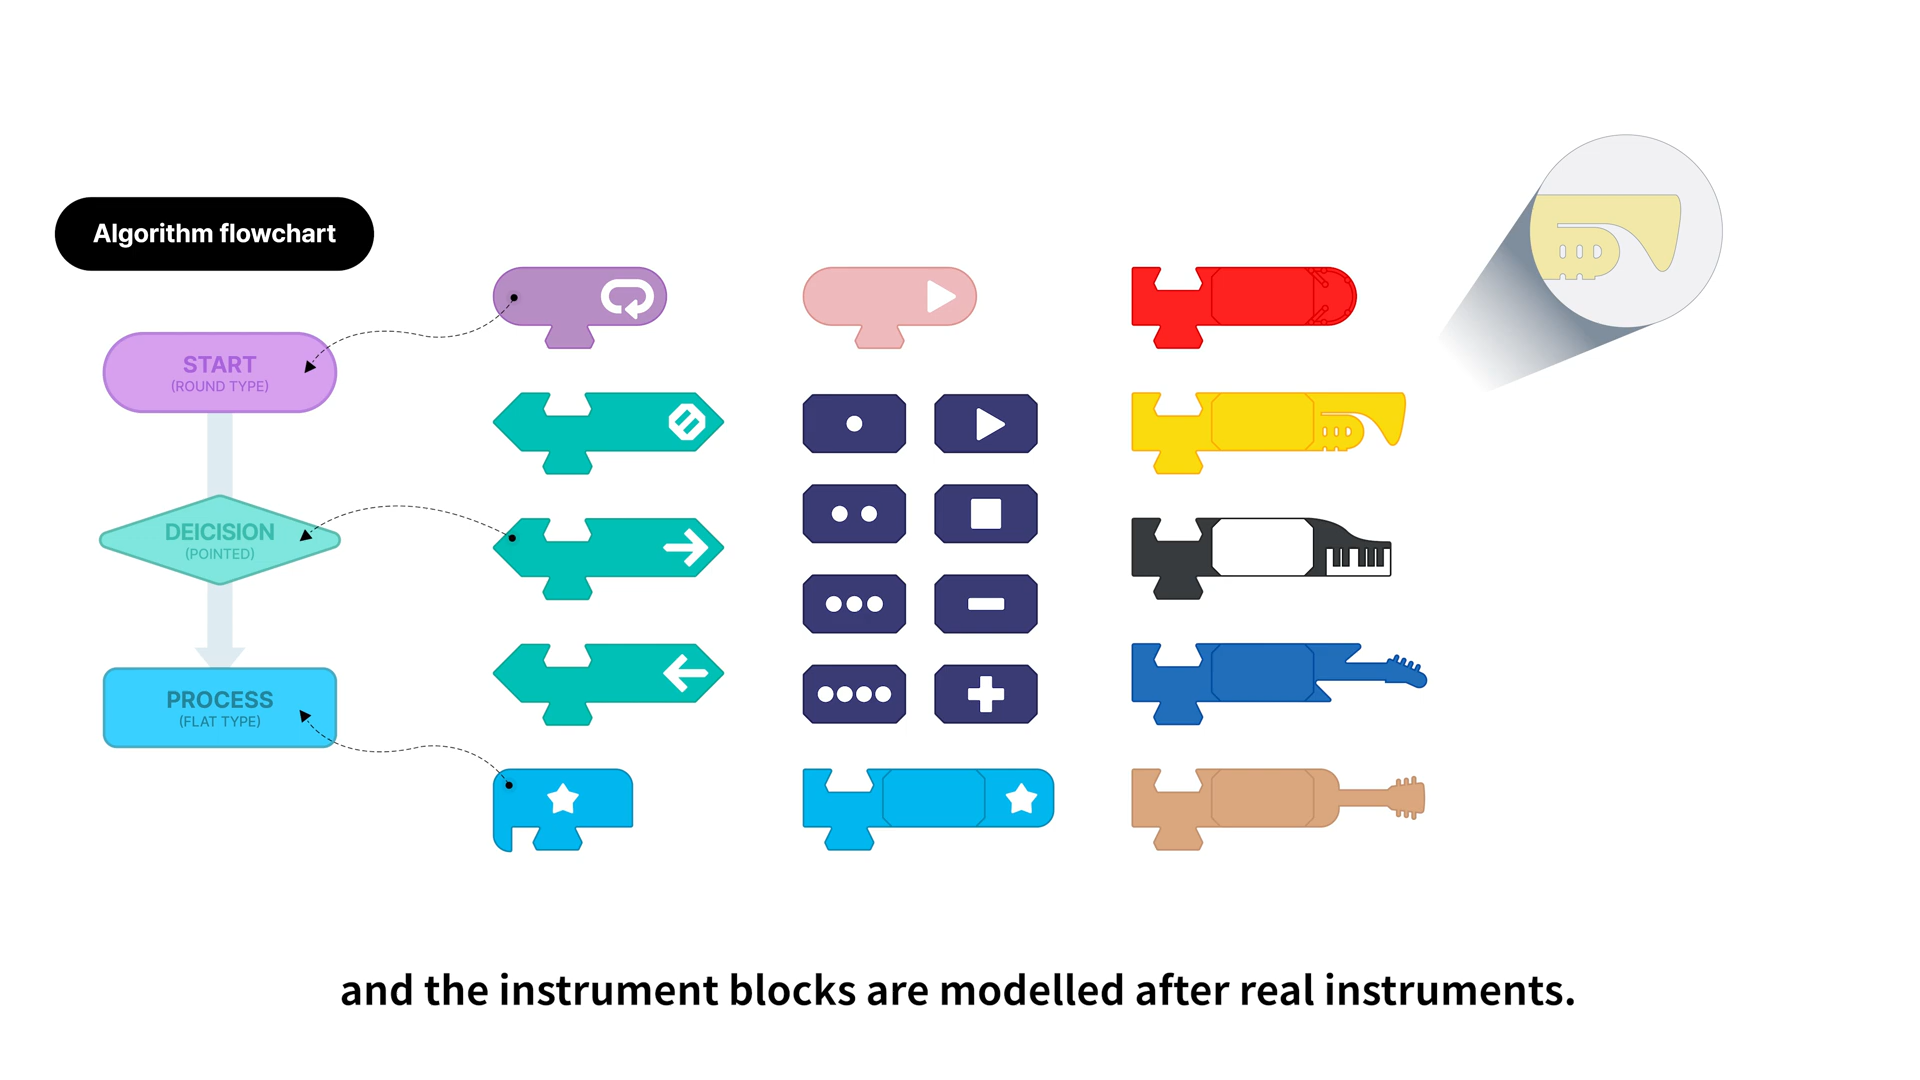 Algorithm flowchart
START
(ROUND TYPE)
DEICISION
(POINTED)
PROCESS
(FLAT TYPE)
and the instrument blocks are modelled after real instruments.